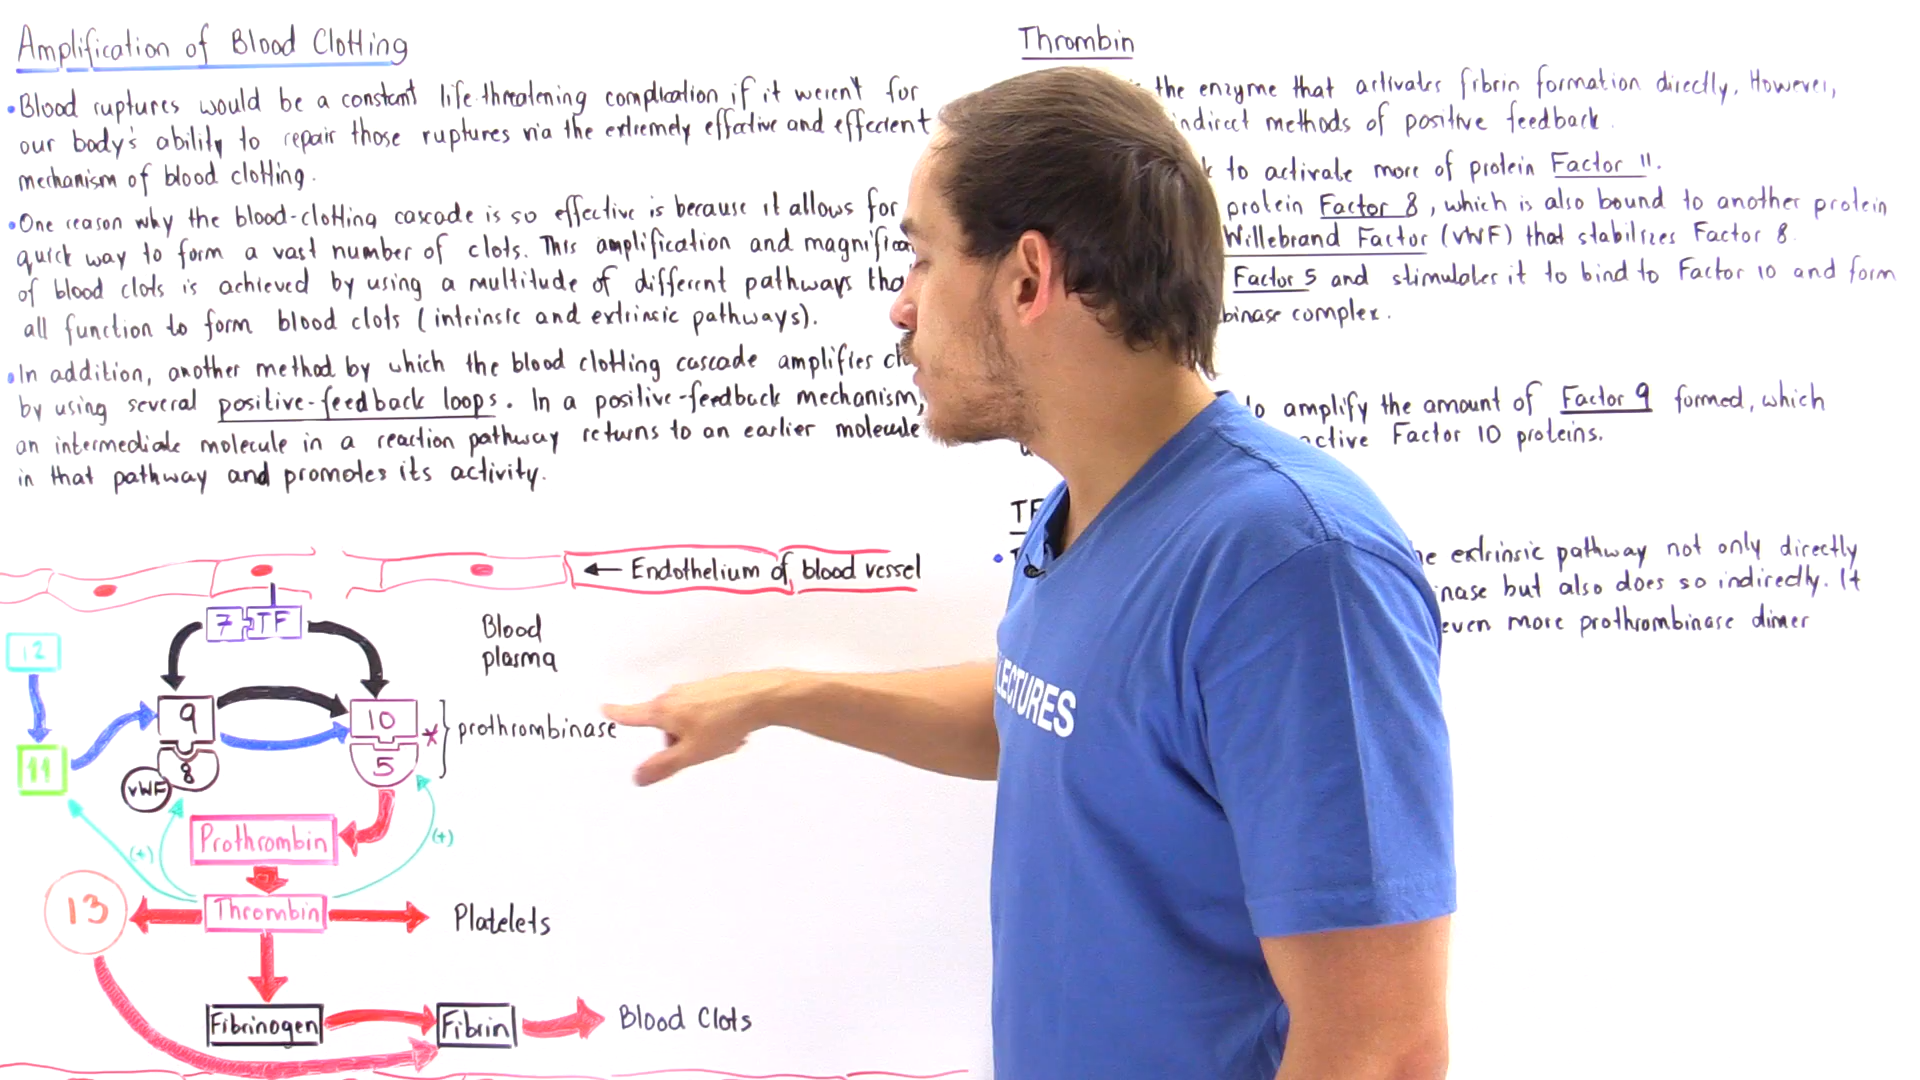 Amplification of Blood Clotting
•Blood ruptures would be a constant life threatening complication if it weren't for
our body's ability to repair those ruptures via the extremely effective and effecient
mechanism of blood clotting.
•One reason why the blood-clotting cascade is so effective is because it allows for
quick way to form a vast number of clots. This amplification and
of blood clots is achieved by using a multitude of different pathways
all function to form blood clots (intrinsic and extrinsic pathways).
•In addition, another method by which the blood clotting cascade amplifies
by using several positive-feedback loops. In a positive-feedback mechanism,
an intermediate molecule in a reaction pathway returns to an earlier molecule
in that pathway and promotes its activity.
Thrombin
the enzyme that activates fibrin formation directly. However,
indirect methods of positive feedback.
to activate more of protein Factor 11.
protein Factor 8, which is also bound to another protein
Willebrand Factor (vWF) that stabilizes Factor 8.
Factor 5 and stimulates it to bind to Factor 10 and form
complex.
to amplify the amount of Factor 9 formed, which
active Factor 10 proteins.
TF
extrinsic pathway not only directly
but also does so indirectly. It
even more prothrombinase dimer
← Endothelium of blood vessel
7 TF
Blood
plasma
12
9
10
* } prothrombinase
11
8
5
vWF
Prothrombin
(+)
(+)
13
Thrombin
Platelets
Fibrinogen
Fibrin
Blood Clots
LECTURES